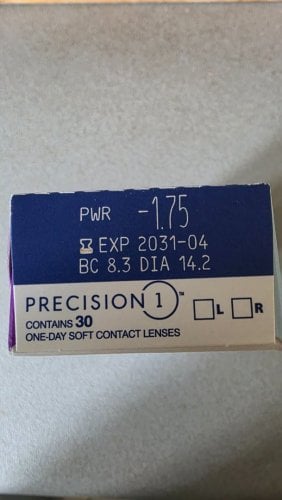 PWR -1.75
EXP 2031-04
BC 8.3 DIA 14.2
PRECISION 1™ L R
CONTAINS 30
ONE-DAY SOFT CONTACT LENSES